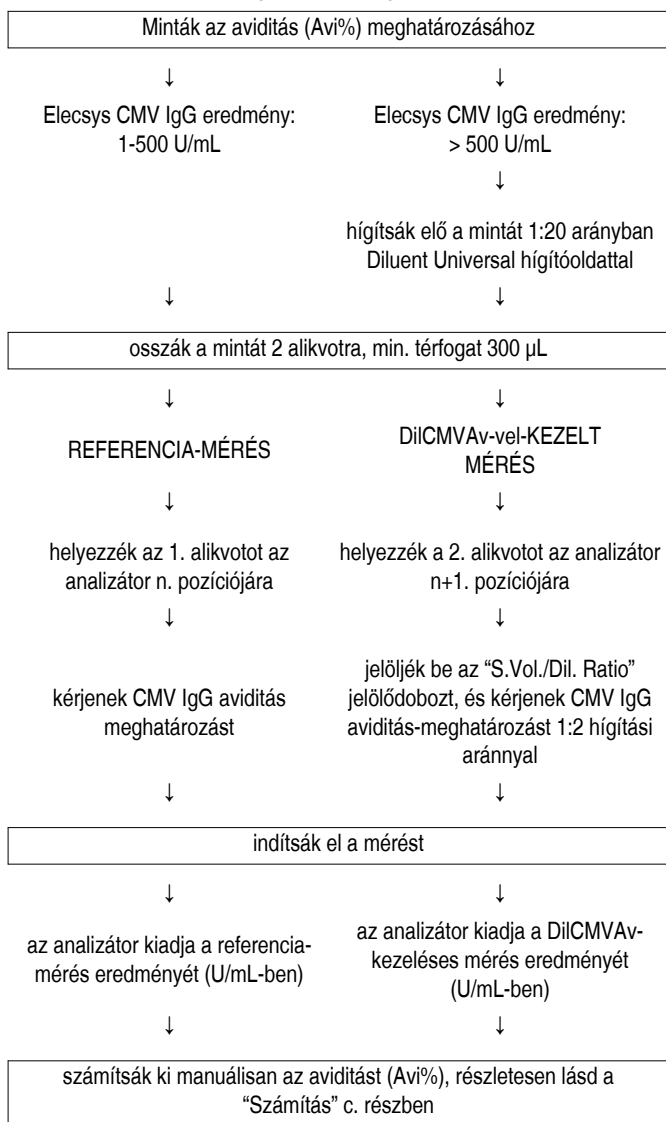 Minták az aviditás (Avi%) meghatározásához
↓ ↓
Elecsys CMV IgG eredmény:
1-500 U/mL
Elecsys CMV IgG eredmény:
> 500 U/mL
↓
hígítsák elő a mintát 1:20 arányban
Diluent Universal hígítóoldattal
↓ ↓
osszák a mintát 2 alikvotra, min. térfogat 300 µL
↓ ↓
REFERENCIA-MÉRÉS
DilCMVAv-vel-KEZELT
MÉRÉS
↓ ↓
helyezzék az 1. alikvotot az
analizátor n. pozíciójára
helyezzék a 2. alikvotot az analizátor
n+1. pozíciójára
↓ ↓
kérjenek CMV IgG aviditás
meghatározást
jelöljék be az “S.Vol./Dil. Ratio”
jelölődobozt, és kérjenek CMV IgG
aviditás-meghatározást 1:2 hígítási
aránnyal
↓ ↓
indítsák el a mérést
↓ ↓
az analizátor kiadja a referencia-
mérés eredményét (U/mL-ben)
az analizátor kiadja a DilCMVAv-
kezeléses mérés eredményét
(U/mL-ben)
↓ ↓
számítsák ki manuálisan az aviditást (Avi%), részletesen lásd a
“Számítás” c. részben